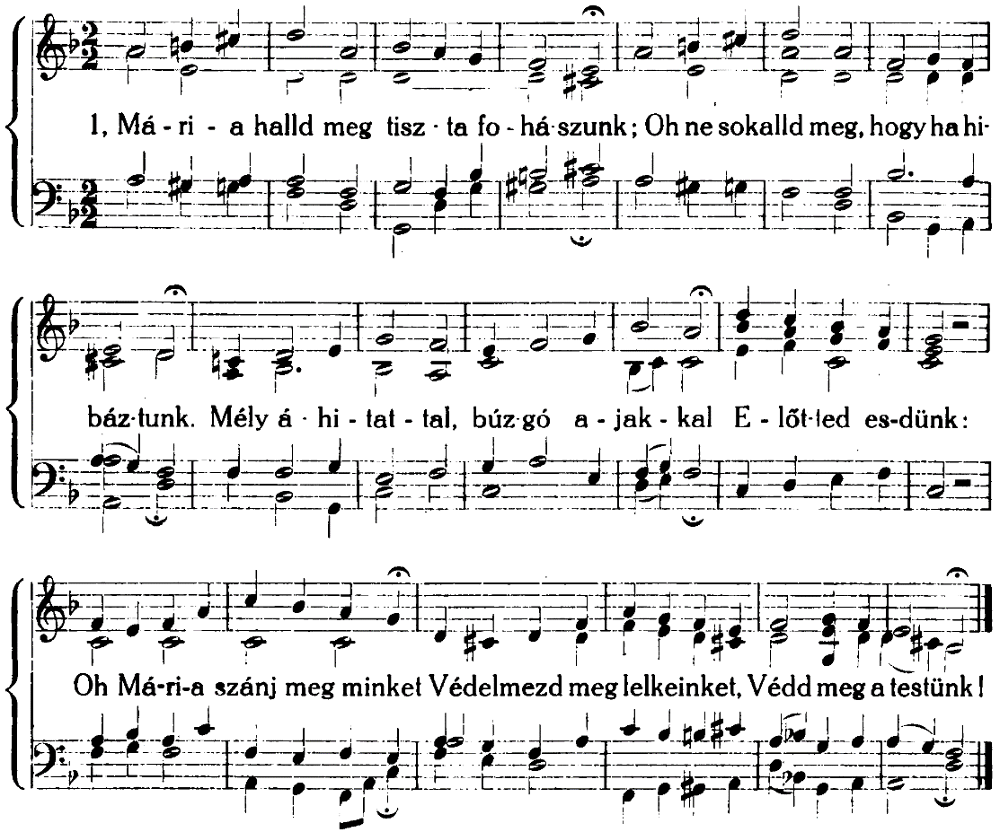 1, Má - ri - a halld meg tisz - ta fo - há - szunk; Oh ne sokalld meg, hogy ha hi-
báz-tunk. Mély á - hi - tat - tal, búz-gó a - jak - kal E - lőt-ted es-dünk:
Oh Má-ri-a szánj meg minket Védelmezd meg lelkeinket, Védd meg a testünk!